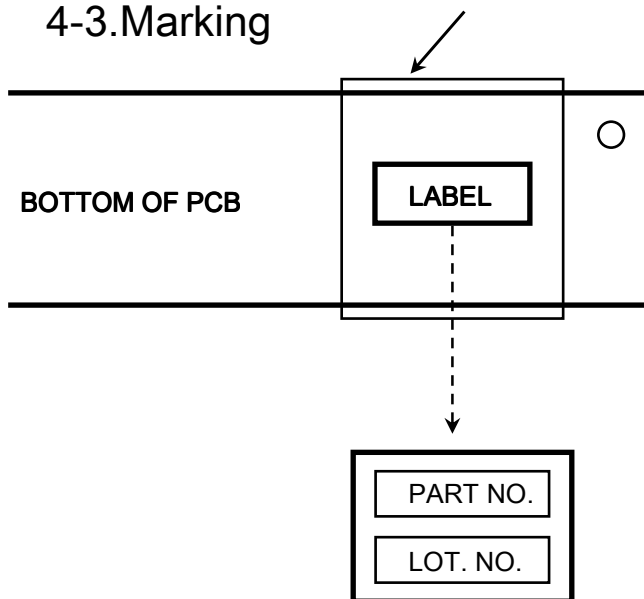 4-3.Marking
BOTTOM OF PCB
LABEL
PART NO.
LOT. NO.